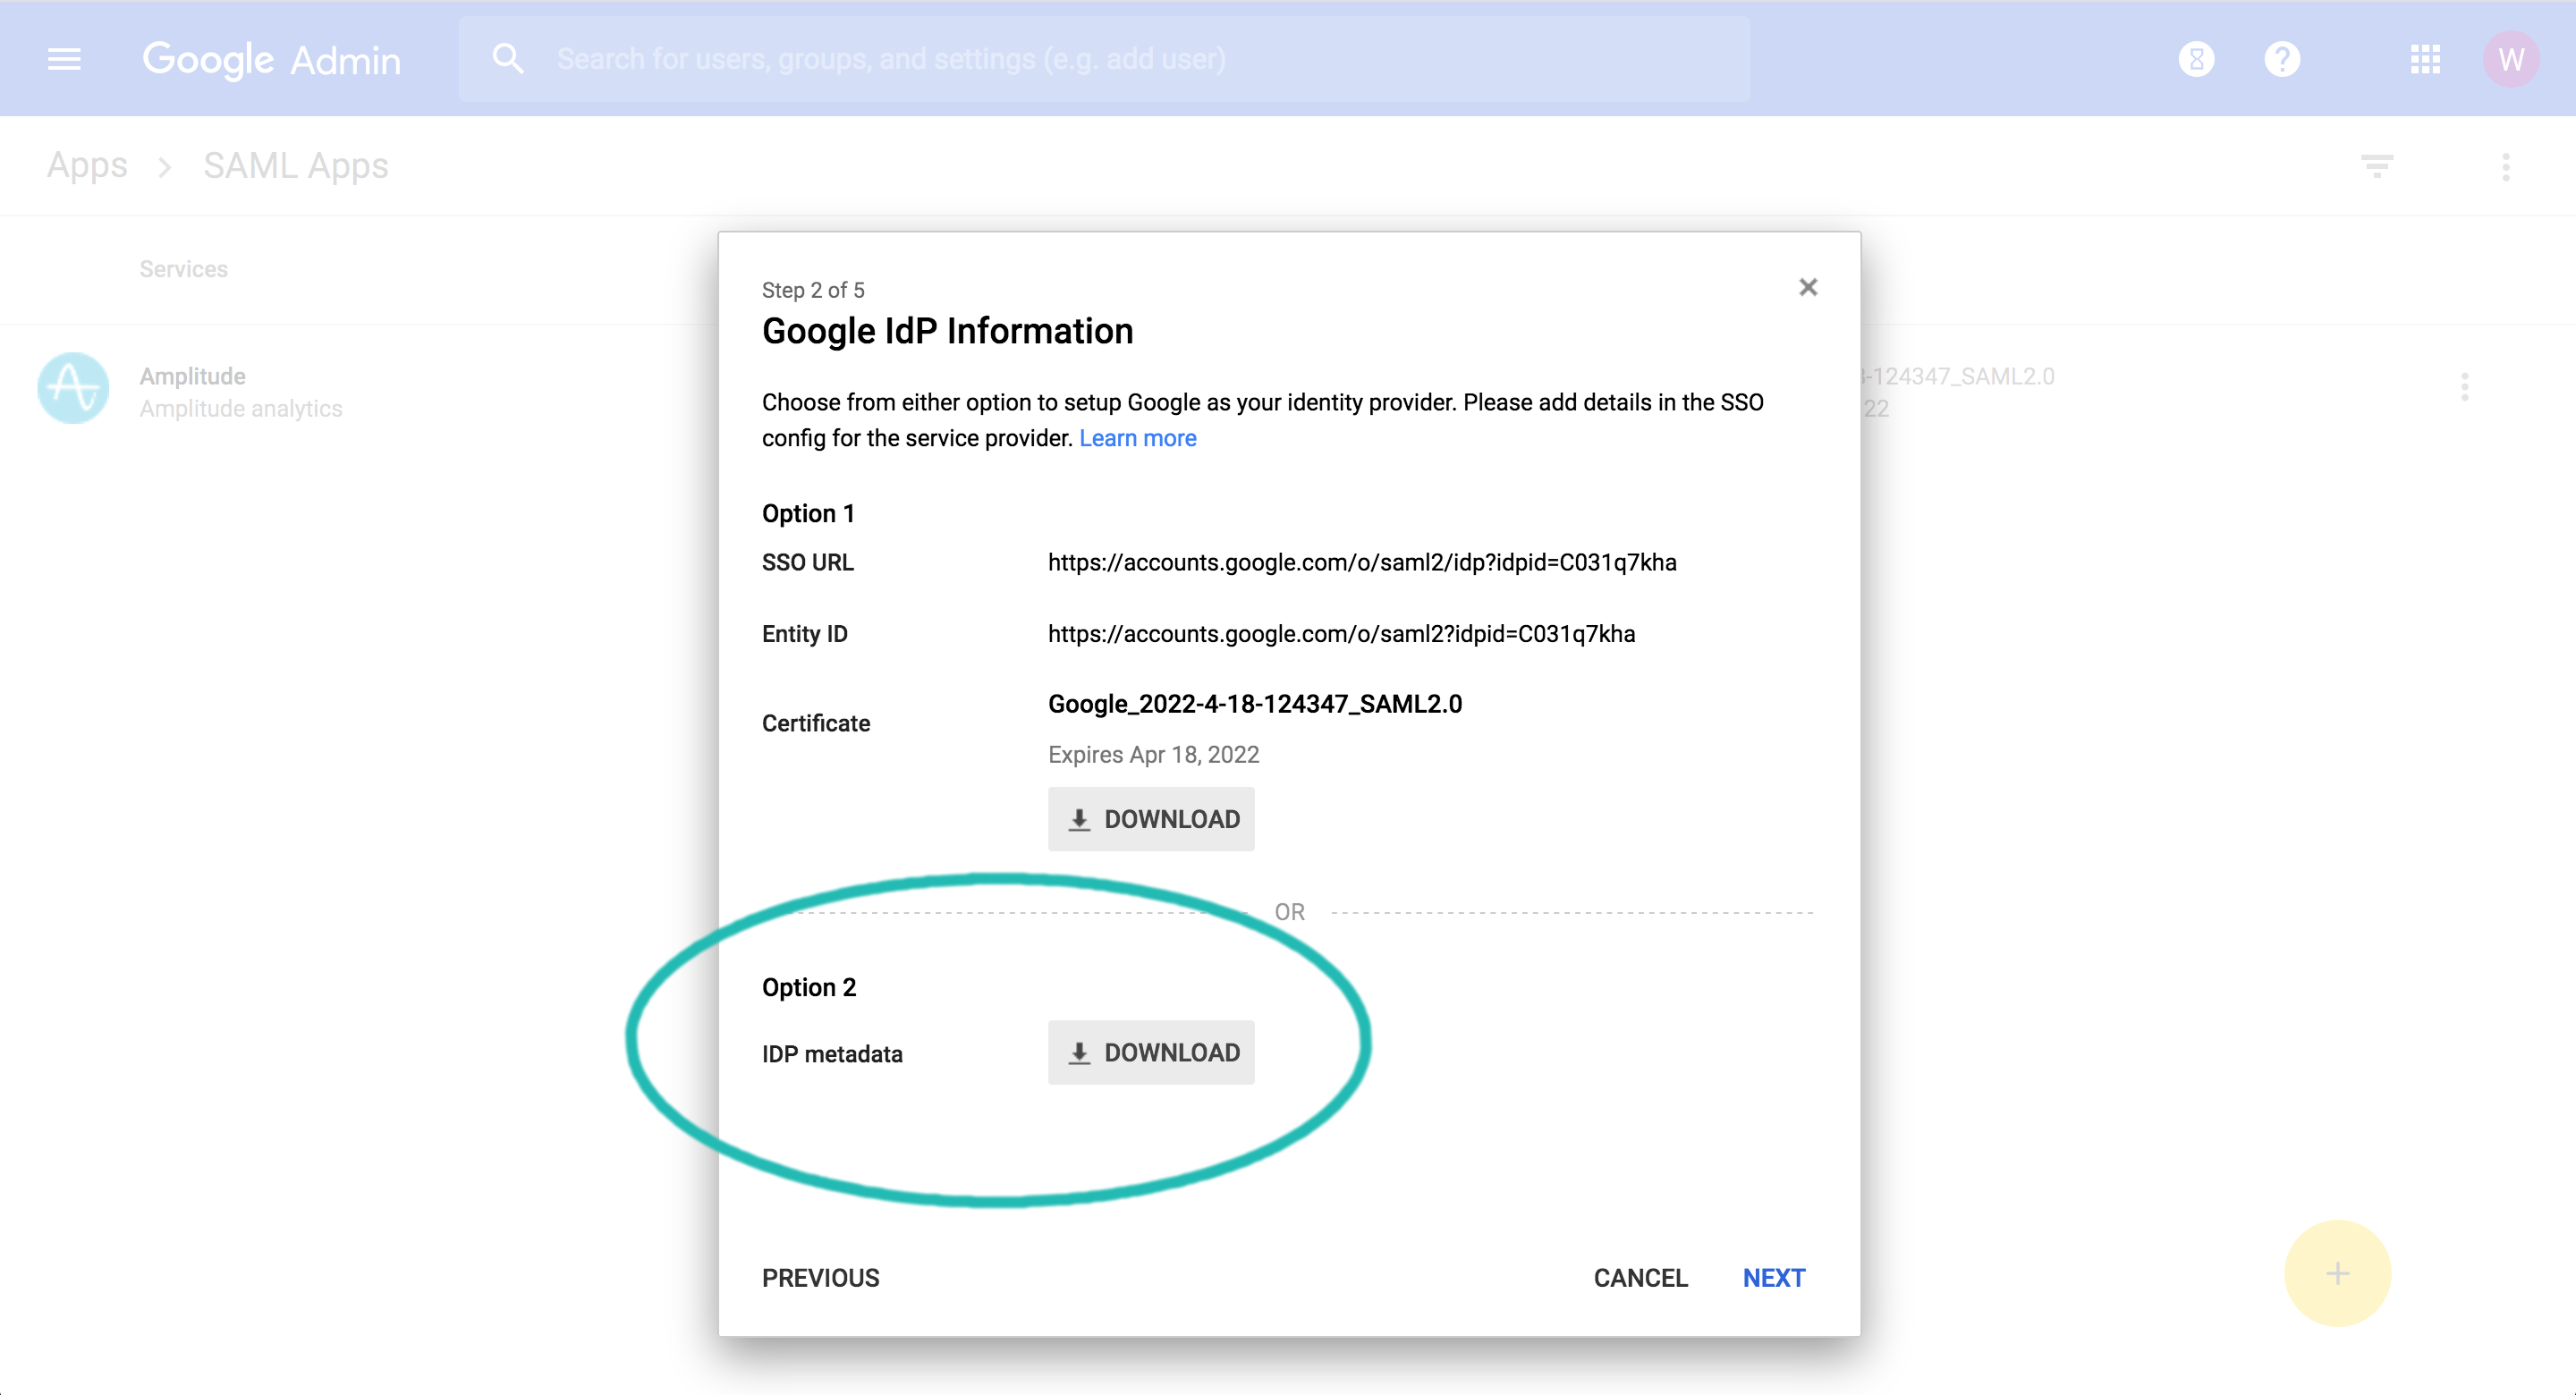 Google Admin
Search for users, groups, and settings (e.g. add user)
W
Apps > SAML Apps
Services
Amplitude
Amplitude analytics
-124347_SAML2.0
22
Step 2 of 5
Google IdP Information
Choose from either option to setup Google as your identity provider. Please add details in the SSO
config for the service provider. Learn more
Option 1
SSO URL
https://accounts.google.com/o/saml2/idp?idpid=C031q7kha
Entity ID
https://accounts.google.com/o/saml2?idpid=C031q7kha
Certificate
Google_2022-4-18-124347_SAML2.0
Expires Apr 18, 2022
DOWNLOAD
OR
Option 2
IDP metadata
DOWNLOAD
PREVIOUS
CANCEL
NEXT